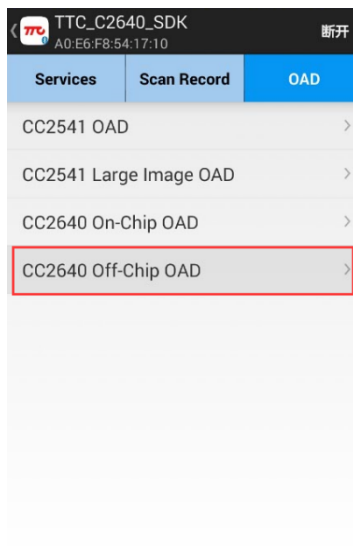 TTC_C2640_SDK
A0:E6:F8:54:17:10
断开
Services
Scan Record
OAD
CC2541 OAD
CC2541 Large Image OAD
CC2640 On-Chip OAD
CC2640 Off-Chip OAD